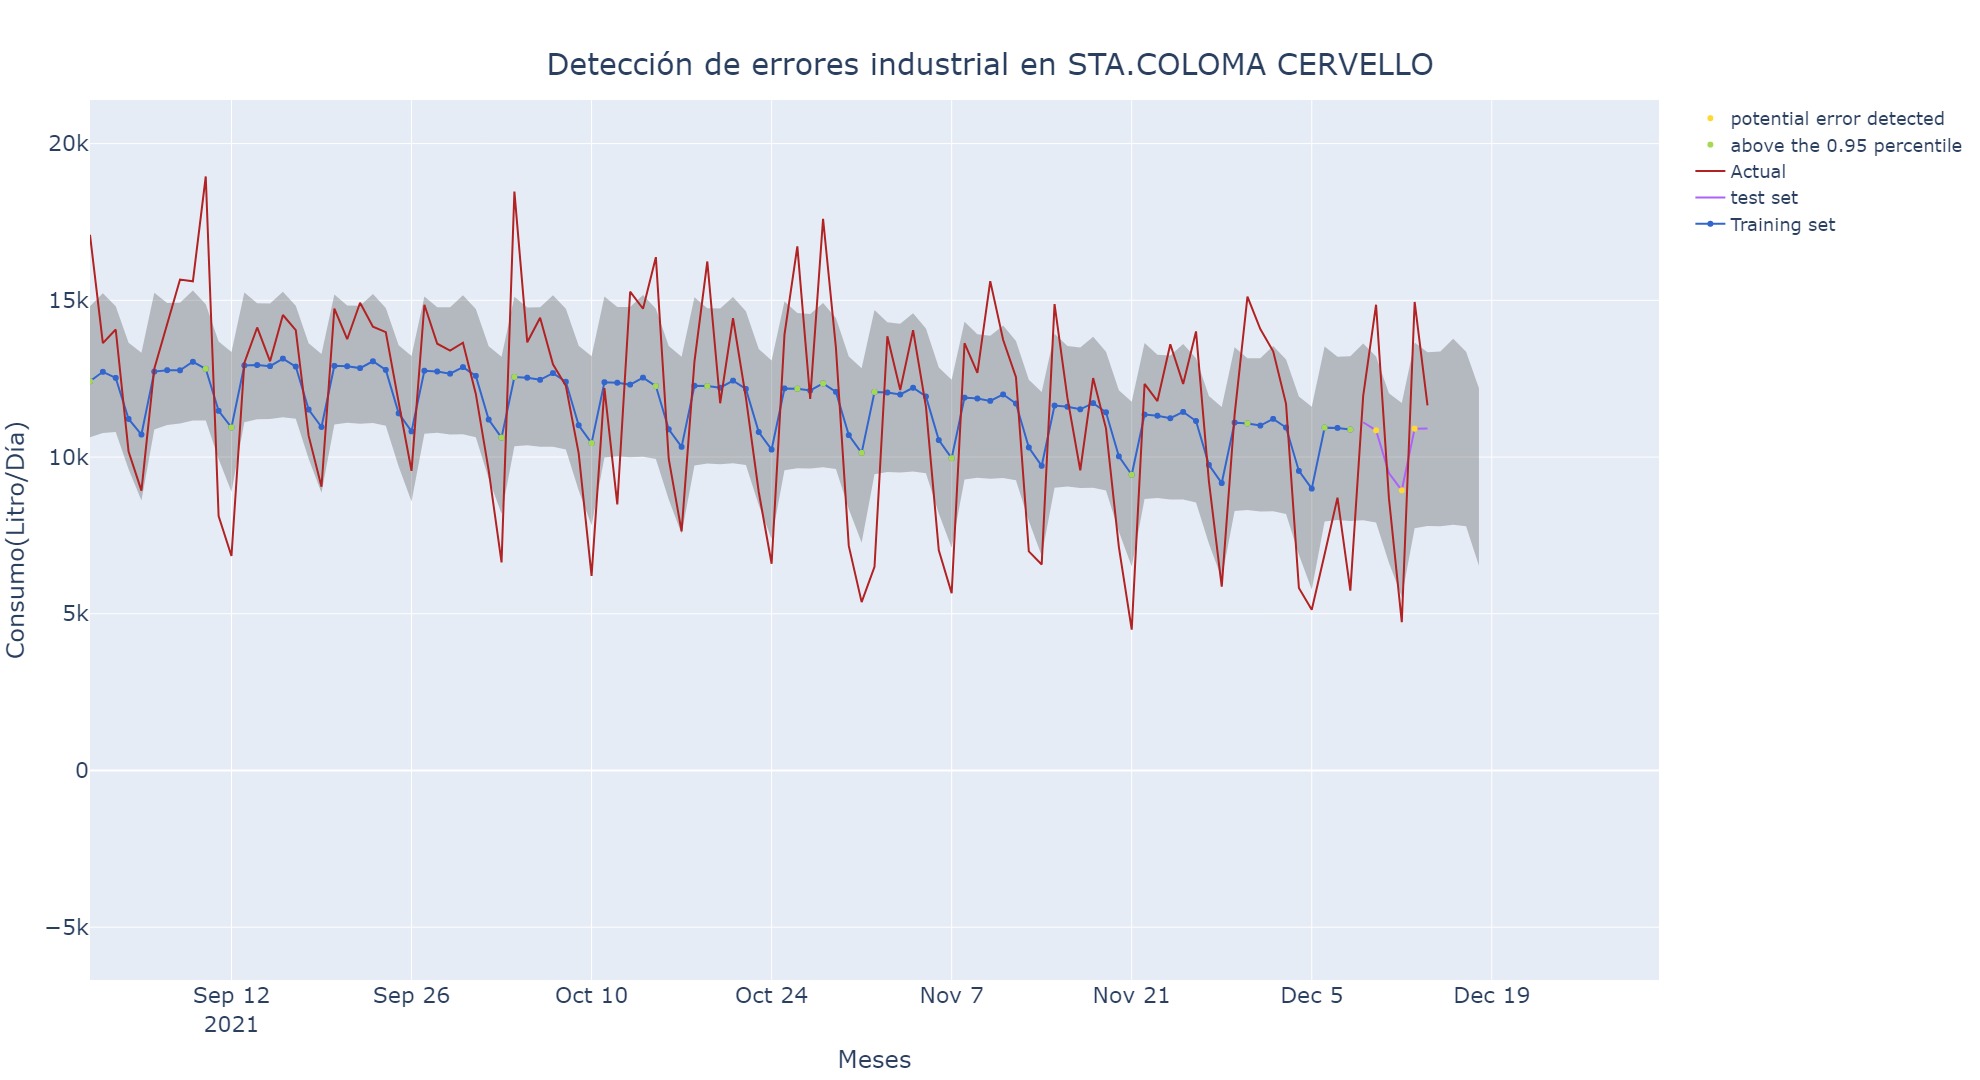 Detección de errores industrial en STA.COLOMA CERVELLO
potential error detected
above the 0.95 percentile
Actual
test set
Training set
Consumo(Litro/Día)
20k
15k
10k
5k
0
−5k
Sep 12
2021
Sep 26
Oct 10
Oct 24
Nov 7
Nov 21
Dec 5
Dec 19
Meses